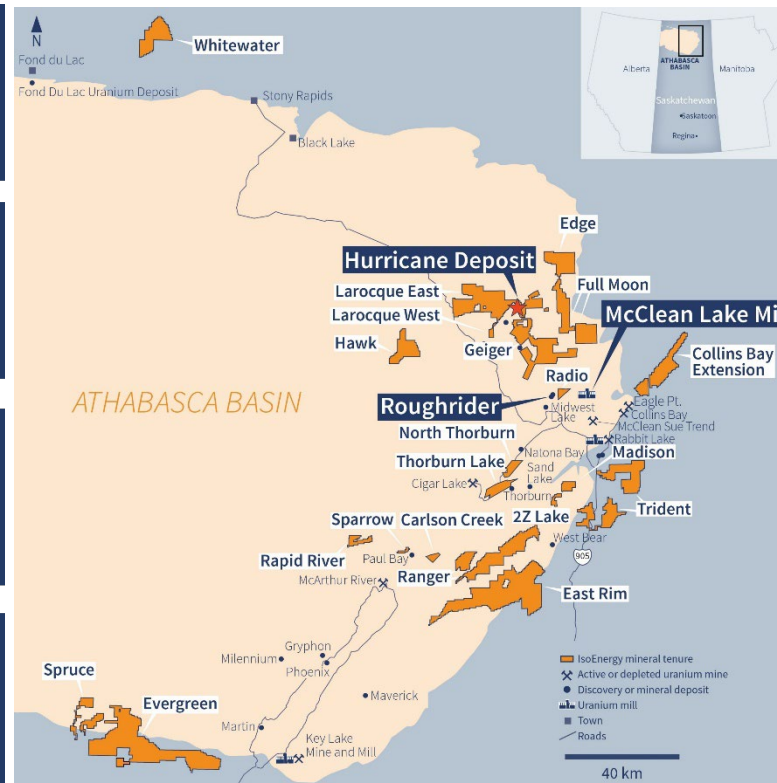 N
Whitewater
Fond du Lac
Fond Du Lac Uranium Deposit
Stony Rapids
Black Lake
ATHABASCA
BASIN
Alberta
Manitoba
Saskatchewan
Saskatoon
Regina
Edge
Hurricane Deposit
Larocque East
Full Moon
Larocque West
McClean Lake Mi
Hawk
Geiger
Collins Bay
Extension
Radio
ATHABASCA BASIN
Roughrider
Midwest
Lake
Eagle Pt.
Collins Bay
McClean Sue Trend
Rabbit Lake
North Thorburn
Natona Bay
Madison
Thorburn Lake
Sand
Lake
Cigar Lake
Thorburn
Trident
Sparrow
Carlson Creek
2Z Lake
West Bear
Rapid River
Paul Bay
Ranger
905
McArthur River
East Rim
Gryphon
Millennium
Phoenix
Spruce
Evergreen
Maverick
Martin
Key Lake
Mine and Mill
IsoEnergy mineral tenure
Active or depleted uranium mine
Discovery or mineral deposit
Uranium mill
Town
Roads
40 km